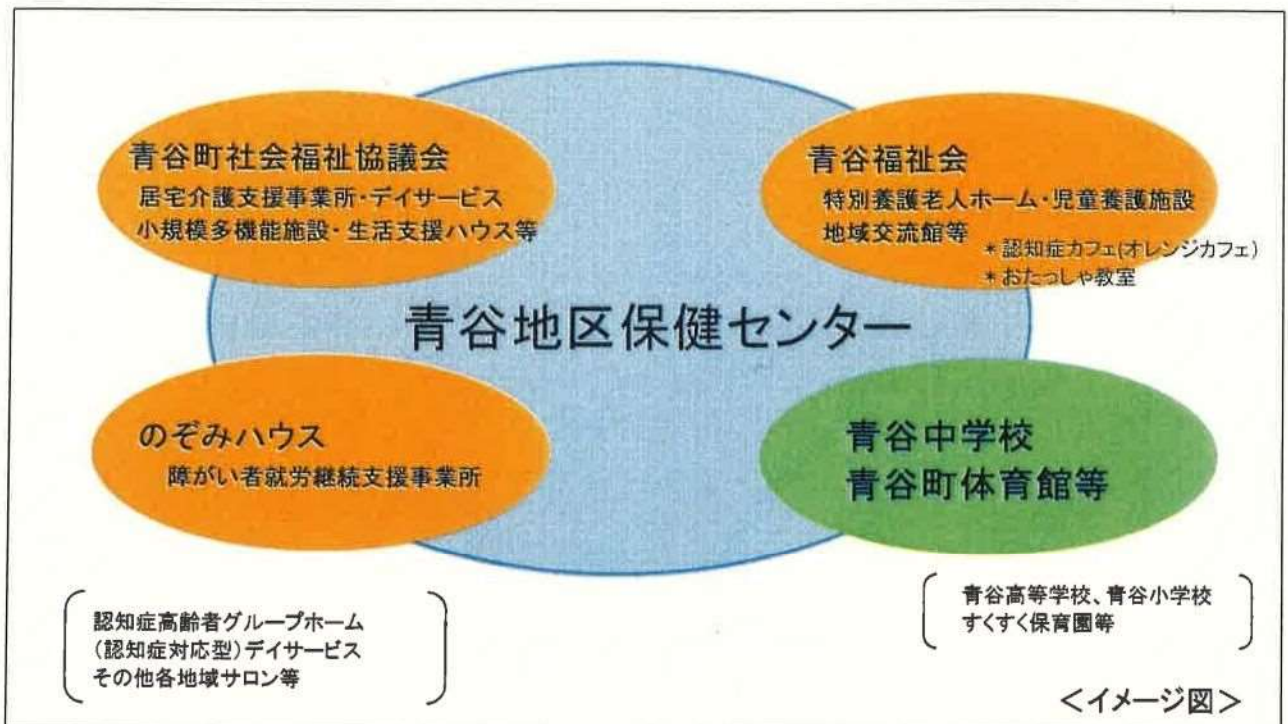 青谷町社会福祉協議会
居宅介護支援事業所・デイサービス
小規模多機能施設・生活支援ハウス等
青谷福祉会
特別養護老人ホーム・児童養護施設
地域交流館等
＊認知症カフェ(オレンジカフェ)
＊おたっしゃ教室
青谷地区保健センター
のぞみハウス
障がい者就労継続支援事業所
青谷中学校
青谷町体育館等
認知症高齢者グループホーム
(認知症対応型)デイサービス
その他各地域サロン等
青谷高等学校、青谷小学校
すくすく保育園等
＜イメージ図＞